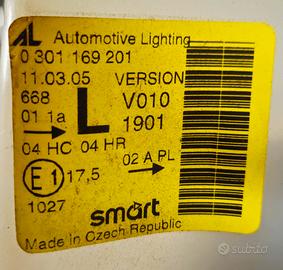 AL Automotive Lighting
0 301 169 201
11.03.05 VERSION
668 L V010
01 1a 1901
04 HC 04 HR
02 A PL
E1 17,5
1027
smart
Made in Czech Republic
subito